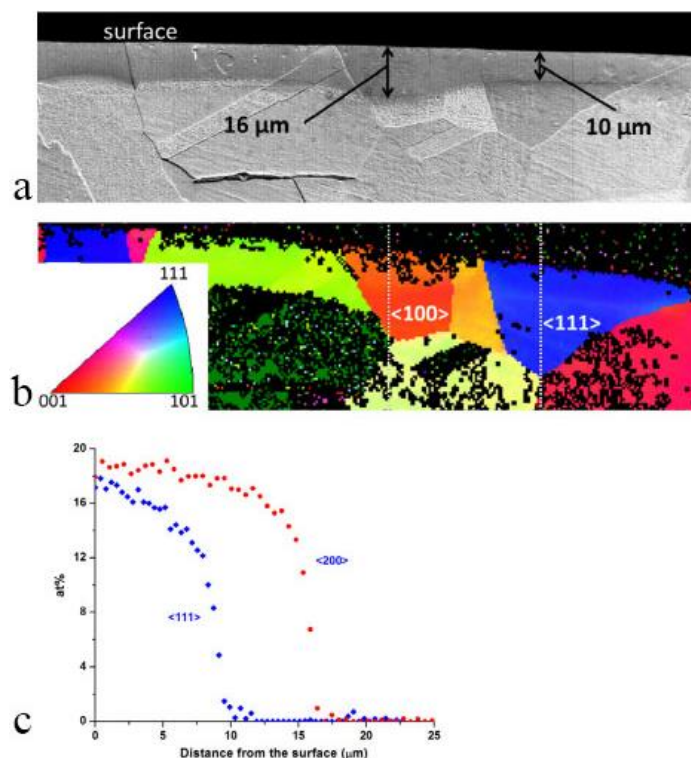 surface
16 µm
10 µm
a
111
<100>
<111>
001
101
b
20
16
12
8
4
0
at%
<200>
<111>
0
5
10
15
20
25
Distance from the surface (µm)
c